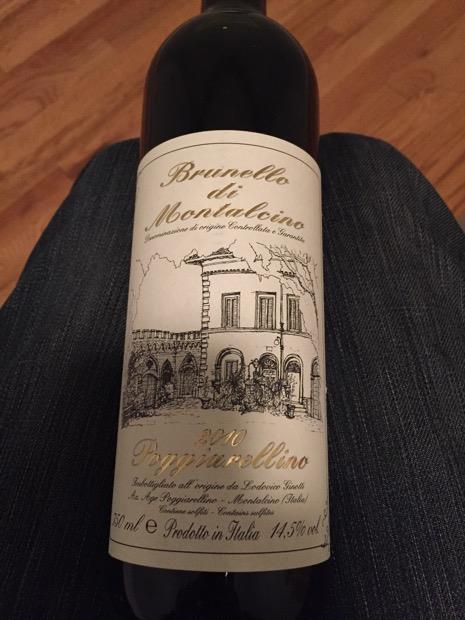 Brunello
di
Montalcino
Denominazione di origine Controllata e Garantita
2010
Poggiarellino
Imbottigliato all'origine da Lodovico Ginotti
Az. Agr. Poggiarellino - Montalcino (Italia)
Contiene solfiti - Contains sulfites
750 ml e Prodotto in Italia 14,5% vol.